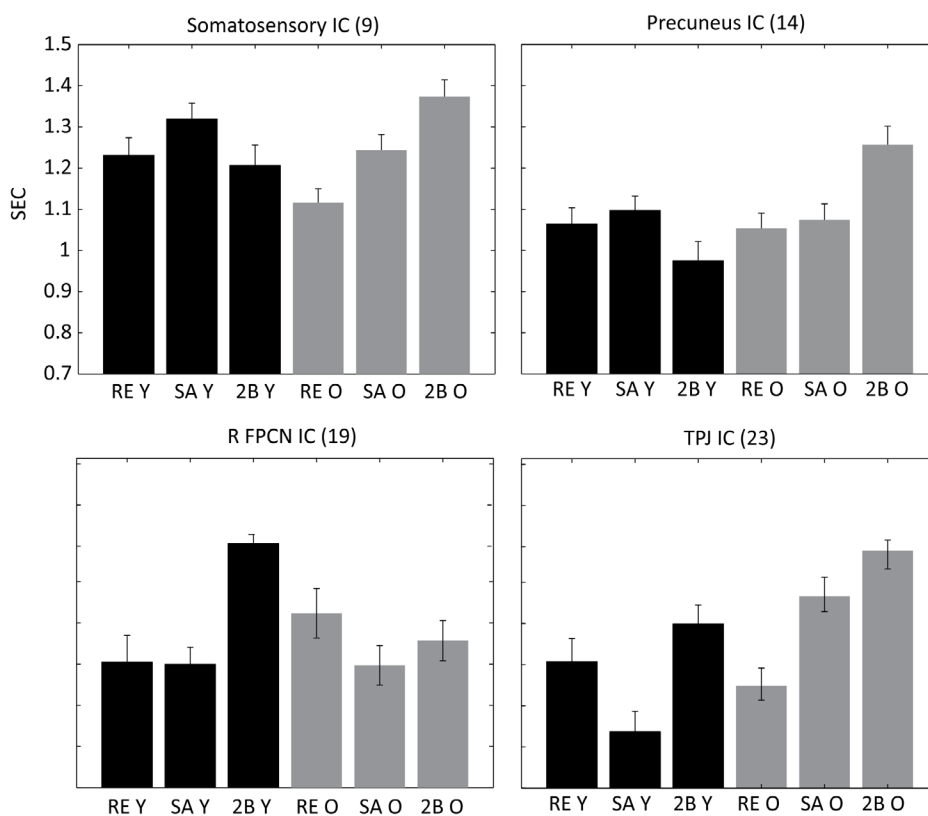 Somatosensory IC (9)
Precuneus IC (14)
SEC
1.5
1.4
1.3
1.2
1.1
1
0.9
0.8
0.7
RE Y SA Y 2B Y RE O SA O 2B O
RE Y SA Y 2B Y RE O SA O 2B O
R FPCN IC (19)
TPJ IC (23)
RE Y SA Y 2B Y RE O SA O 2B O
RE Y SA Y 2B Y RE O SA O 2B O